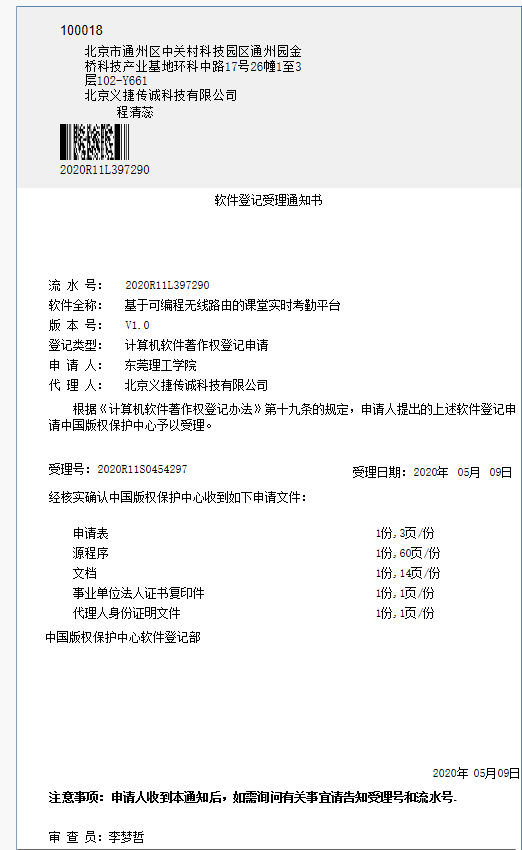 100018
北京市通州区中关村科技园区通州园金
桥科技产业基地环科中路17号26幢1至3
层102-Y661
北京义捷传诚科技有限公司
程清蕊
2020R11L397290
软件登记受理通知书
流 水 号: 2020R11L397290
软件全称: 基于可编程无线路由的课堂实时考勤平台
版 本 号: V1.0
登记类型: 计算机软件著作权登记申请
申 请 人: 东莞理工学院
代 理 人: 北京义捷传诚科技有限公司
根据《计算机软件著作权登记办法》第十九条的规定，申请人提出的上述软件登记申
请中国版权保护中心予以受理。
受理号: 2020R11S0454297 受理日期: 2020年 05月 09日
经核实确认中国版权保护中心收到如下申请文件:
申请表 1份,3页/份
源程序 1份,60页/份
文档 1份,14页/份
事业单位法人证书复印件 1份,1页/份
代理人身份证明文件 1份,1页/份
中国版权保护中心软件登记部
2020年 05月09日
注意事项: 申请人收到本通知后，如需询问有关事宜请告知受理号和流水号.
审 查 员: 李梦哲